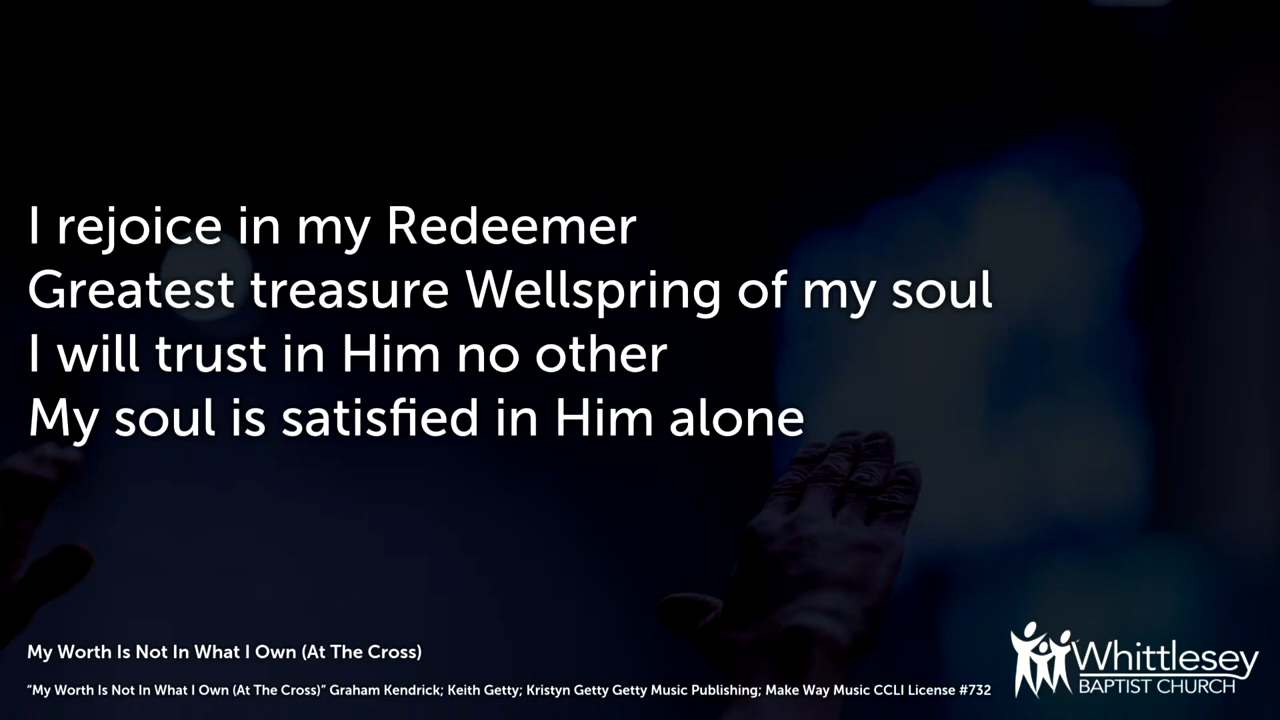 I rejoice in my Redeemer
Greatest treasure Wellspring of my soul
I will trust in Him no other
My soul is satisfied in Him alone
My Worth Is Not In What I Own (At The Cross)
“My Worth Is Not In What I Own (At The Cross)” Graham Kendrick; Keith Getty; Kristyn Getty Getty Music Publishing; Make Way Music CCLI License #732
Whittlesey
BAPTIST CHURCH